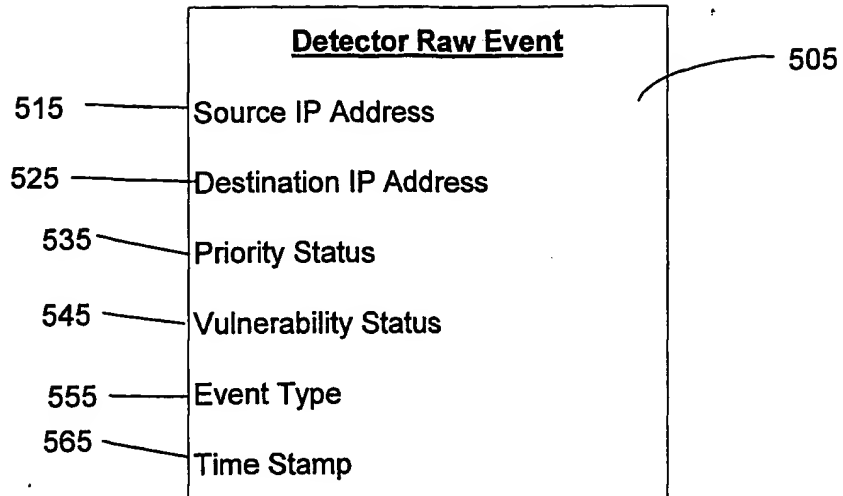 Detector Raw Event
505
515 Source IP Address
525 Destination IP Address
535 Priority Status
545 Vulnerability Status
555 Event Type
565 Time Stamp